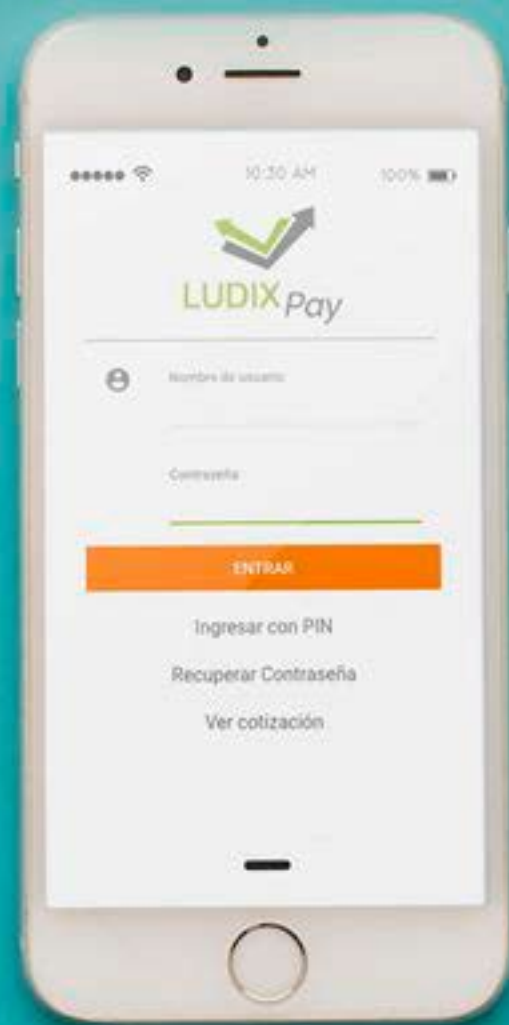 10:30 AM 100%
LUDIX Pay
Nombre de usuario
Contraseña
ENTRAR
Ingresar con PIN
Recuperar Contraseña
Ver cotización